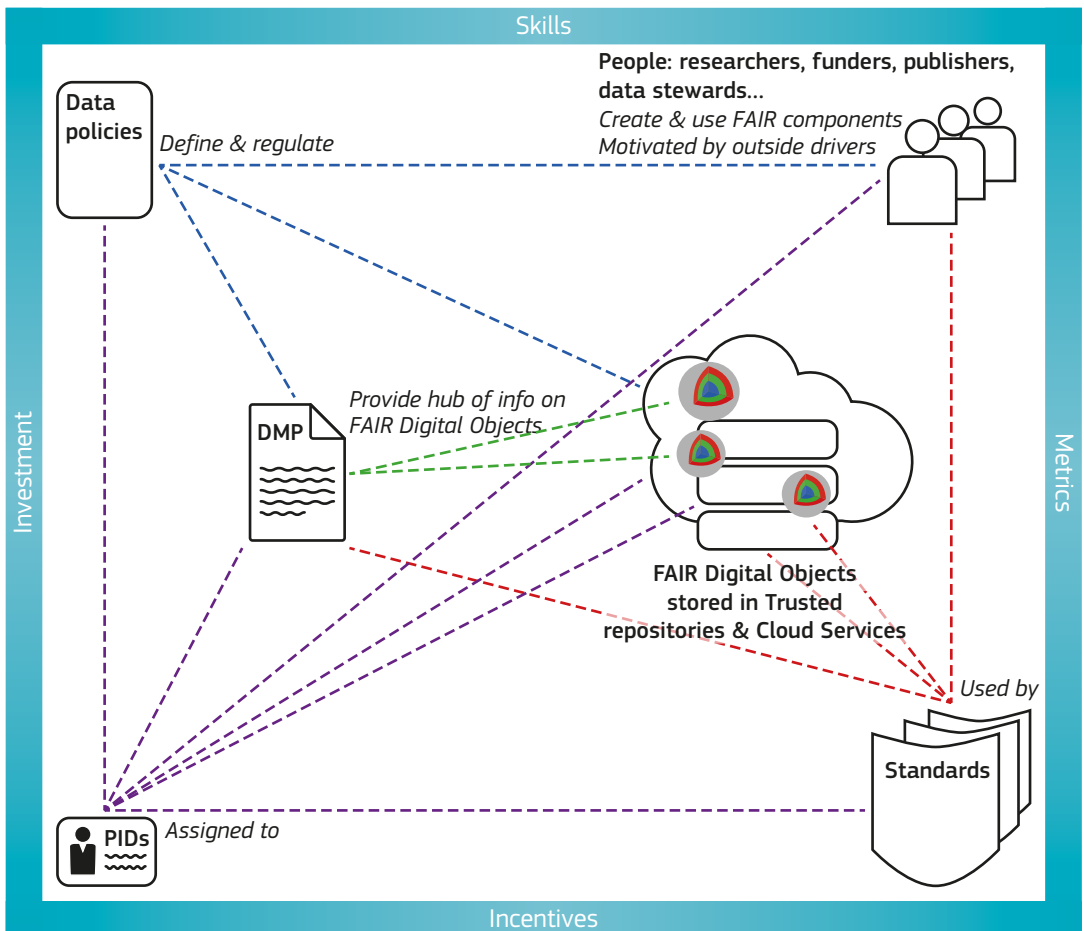 Skills
People: researchers, funders, publishers,
data stewards...
Create & use FAIR components
Motivated by outside drivers
Data
policies
Define & regulate
Investment
Metrics
Provide hub of info on
FAIR Digital Objects
DMP
FAIR Digital Objects
stored in Trusted
repositories & Cloud Services
Used by
Standards
PIDs
Assigned to
Incentives